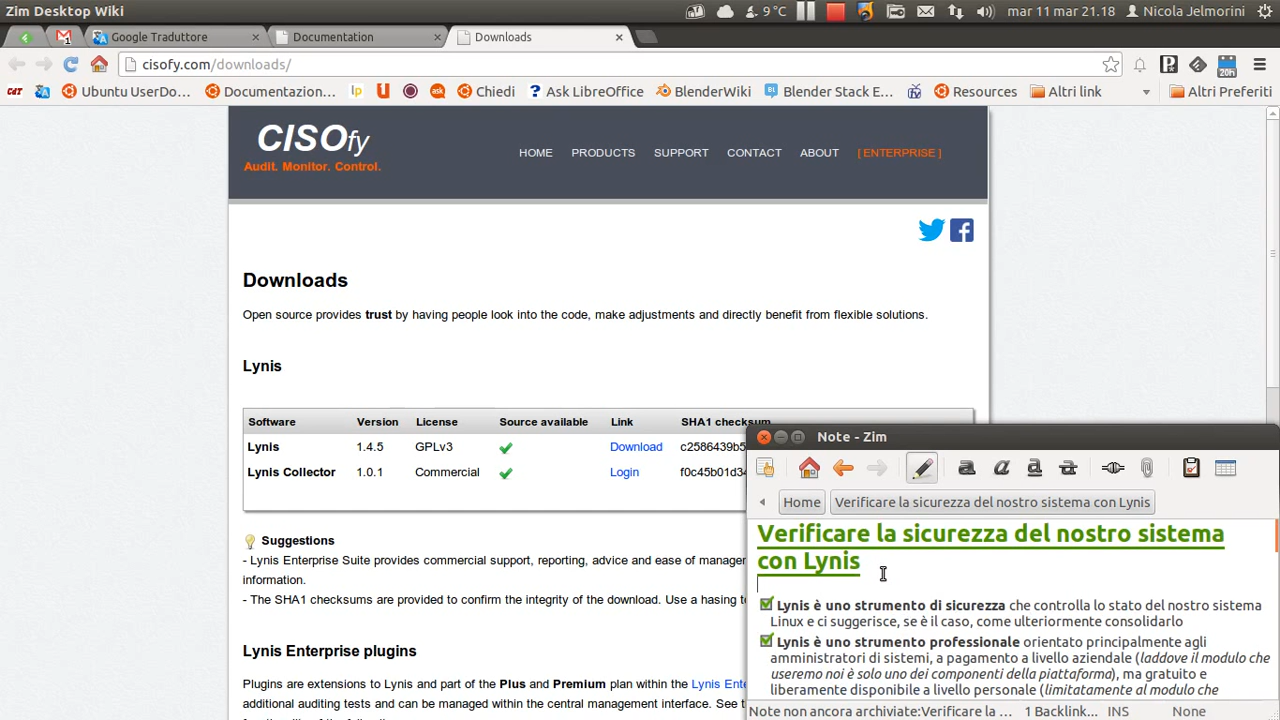 Zim Desktop Wiki
9 °C
mar 11 mar 21.18
Nicola Jelmorini
1
Google Traduttore
Documentation
Downloads
cisofy.com/downloads/
20h
CdT
Ubuntu UserDo...
Documentazion...
lp
U
ask
Chiedi
? Ask LibreOffice
BlenderWiki
Blender Stack E...
Resources
Altri link
Altri Preferiti
CISOfy
Audit. Monitor. Control.
HOME PRODUCTS SUPPORT CONTACT ABOUT [ ENTERPRISE ]
Downloads
Open source provides trust by having people look into the code, make adjustments and directly benefit from flexible solutions.
Lynis
Software Version License Source available Link SHA1 checksum
Lynis 1.4.5 GPLv3 Download c2586439b5
Lynis Collector 1.0.1 Commercial Login f0c45b01d34
Suggestions
- Lynis Enterprise Suite provides commercial support, reporting, advice and ease of manager
information.
- The SHA1 checksums are provided to confirm the integrity of the download. Use a hasing to
Lynis Enterprise plugins
Plugins are extensions to Lynis and part of the Plus and Premium plan within the Lynis Ente
additional auditing tests and can be managed within the central management interface. See t
Note - Zim
a a a a
Home
Verificare la sicurezza del nostro sistema con Lynis
Verificare la sicurezza del nostro sistema
con Lynis
Lynis è uno strumento di sicurezza che controlla lo stato del nostro sistema
Linux e ci suggerisce, se è il caso, come ulteriormente consolidarlo
Lynis è uno strumento professionale orientato principalmente agli
amministratori di sistemi, a pagamento a livello aziendale (laddove il modulo che
useremo noi è solo uno dei componenti della piattaforma), ma gratuito e
liberamente disponibile a livello personale (limitatamente al modulo che
Note non ancora archiviate:Verificare la ... 1 Backlink... INS None